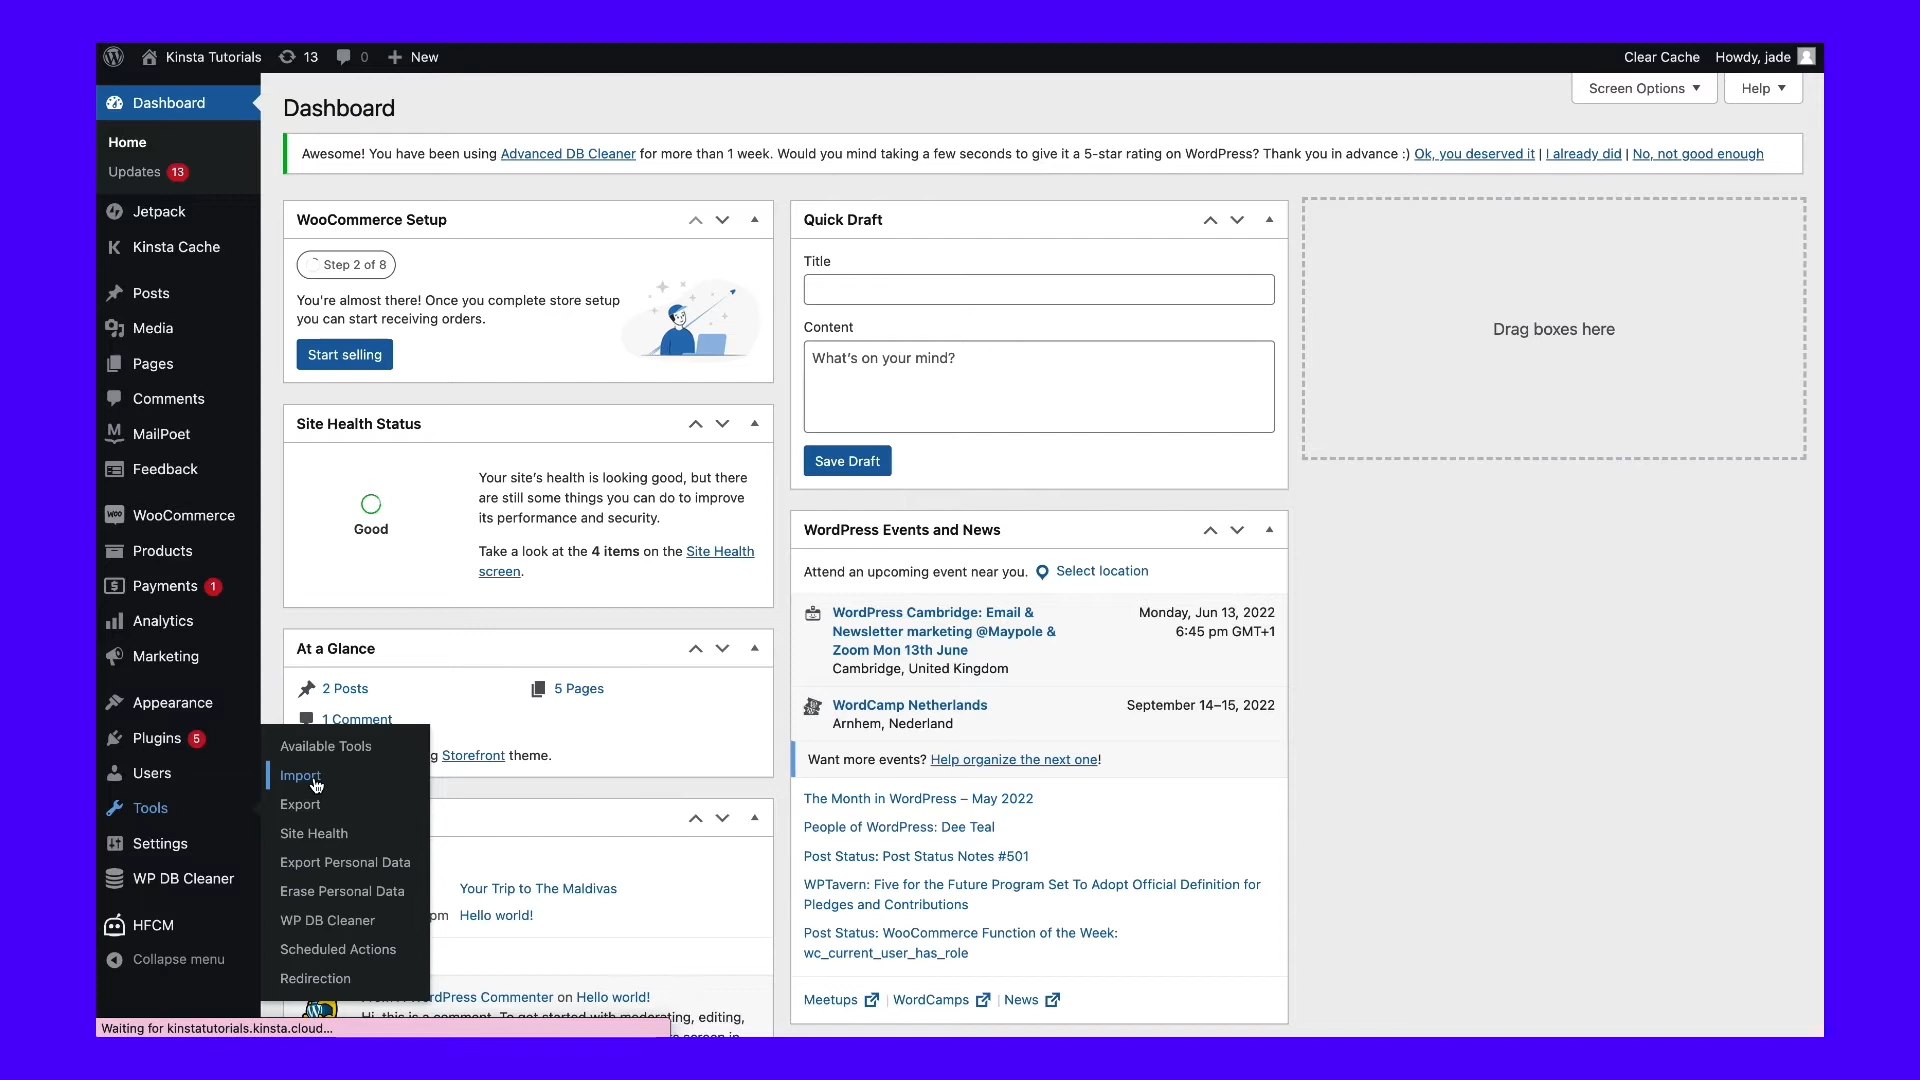 Kinsta Tutorials
13
0
New
Clear Cache
Howdy, jade
Dashboard
Home
Updates 13
Jetpack
Kinsta Cache
Posts
Media
Pages
Comments
MailPoet
Feedback
WooCommerce
Products
Payments 1
Analytics
Marketing
Appearance
Plugins 5
Users
Tools
Settings
WP DB Cleaner
HFCM
Collapse menu
Available Tools
Import
Export
Site Health
Export Personal Data
Erase Personal Data
WP DB Cleaner
Scheduled Actions
Redirection
Waiting for kinstatutorials.kinsta.cloud...
Dashboard
Screen Options
Help
Awesome! You have been using Advanced DB Cleaner for more than 1 week. Would you mind taking a few seconds to give it a 5-star rating on WordPress? Thank you in advance :) Ok, you deserved it | I already did | No, not good enough
WooCommerce Setup
Step 2 of 8
You're almost there! Once you complete store setup
you can start receiving orders.
Start selling
Site Health Status
Good
Your site's health is looking good, but there
are still some things you can do to improve
its performance and security.
Take a look at the 4 items on the Site Health
screen.
At a Glance
2 Posts
5 Pages
1 Comment
g Storefront theme.
Your Trip to The Maldivas
pm Hello world!
rdPress Commenter on Hello world!
Hi, this is a comment. To get started with moderating, editing,
Quick Draft
Title
Content
What's on your mind?
Save Draft
WordPress Events and News
Attend an upcoming event near you. Select location
WordPress Cambridge: Email &
Newsletter marketing @Maypole &
Zoom Mon 13th June
Cambridge, United Kingdom
Monday, Jun 13, 2022
6:45 pm GMT+1
WordCamp Netherlands
Arnhem, Nederland
September 14–15, 2022
Want more events? Help organize the next one!
The Month in WordPress – May 2022
People of WordPress: Dee Teal
Post Status: Post Status Notes #501
WPTavern: Five for the Future Program Set To Adopt Official Definition for
Pledges and Contributions
Post Status: WooCommerce Function of the Week:
wc_current_user_has_role
Meetups | WordCamps | News
Drag boxes here